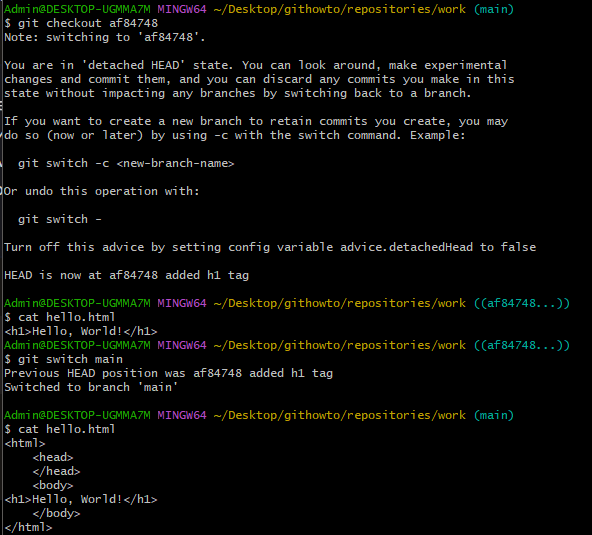 Admin@DESKTOP-UGMMA7M MINGW64 ~/Desktop/githowto/repositories/work (main)
$ git checkout af84748
Note: switching to 'af84748'.

You are in 'detached HEAD' state. You can look around, make experimental
changes and commit them, and you can discard any commits you make in this
state without impacting any branches by switching back to a branch.

If you want to create a new branch to retain commits you create, you may
do so (now or later) by using -c with the switch command. Example:

  git switch -c <new-branch-name>

Or undo this operation with:

  git switch -

Turn off this advice by setting config variable advice.detachedHead to false

HEAD is now at af84748 added h1 tag

Admin@DESKTOP-UGMMA7M MINGW64 ~/Desktop/githowto/repositories/work ((af84748...))
$ cat hello.html
<h1>Hello, World!</h1>
Admin@DESKTOP-UGMMA7M MINGW64 ~/Desktop/githowto/repositories/work ((af84748...))
$ git switch main
Previous HEAD position was af84748 added h1 tag
Switched to branch 'main'

Admin@DESKTOP-UGMMA7M MINGW64 ~/Desktop/githowto/repositories/work (main)
$ cat hello.html
<html>
    <head>
    </head>
    <body>
<h1>Hello, World!</h1>
    </body>
</html>